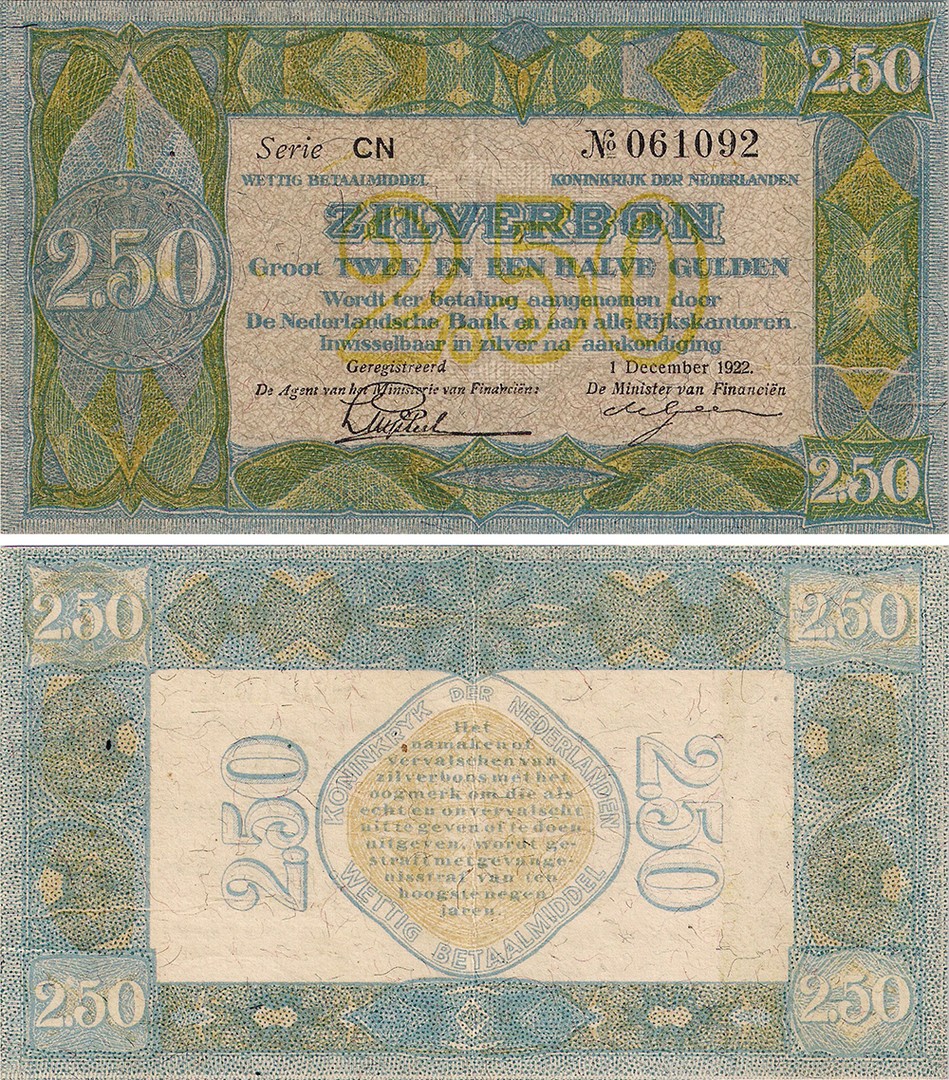 2.50
Serie CN
№ 061092
WETTIG BETAALMIDDEL
KONINKRIJK DER NEDERLANDEN
ZILVERBON
2.50
2.50
Groot TWEE EN EEN HALVE GULDEN
Wordt ter betaling aangenomen door
De Nederlandsche Bank en aan alle Rijkskantoren.
Inwisselbaar in zilver na aankondiging
Geregistreerd
1 December 1922.
De Agent van het Ministerie van Financiën:
De Minister van Financiën
de Geer
2.50
2.50
2.50
KONINKRYK DER NEDERLANDEN
Het
namaken of
vervalschen van
zilverbons met het
oogmerk om die als
echt en onvervalscht
uit te geven of te doen
uitgeven, wordt ge-
straft met gevange-
nisstraf van ten
hoogste negen
jaren.
WETTIG BETAALMIDDEL
2.50
2.50
2.50
2.50